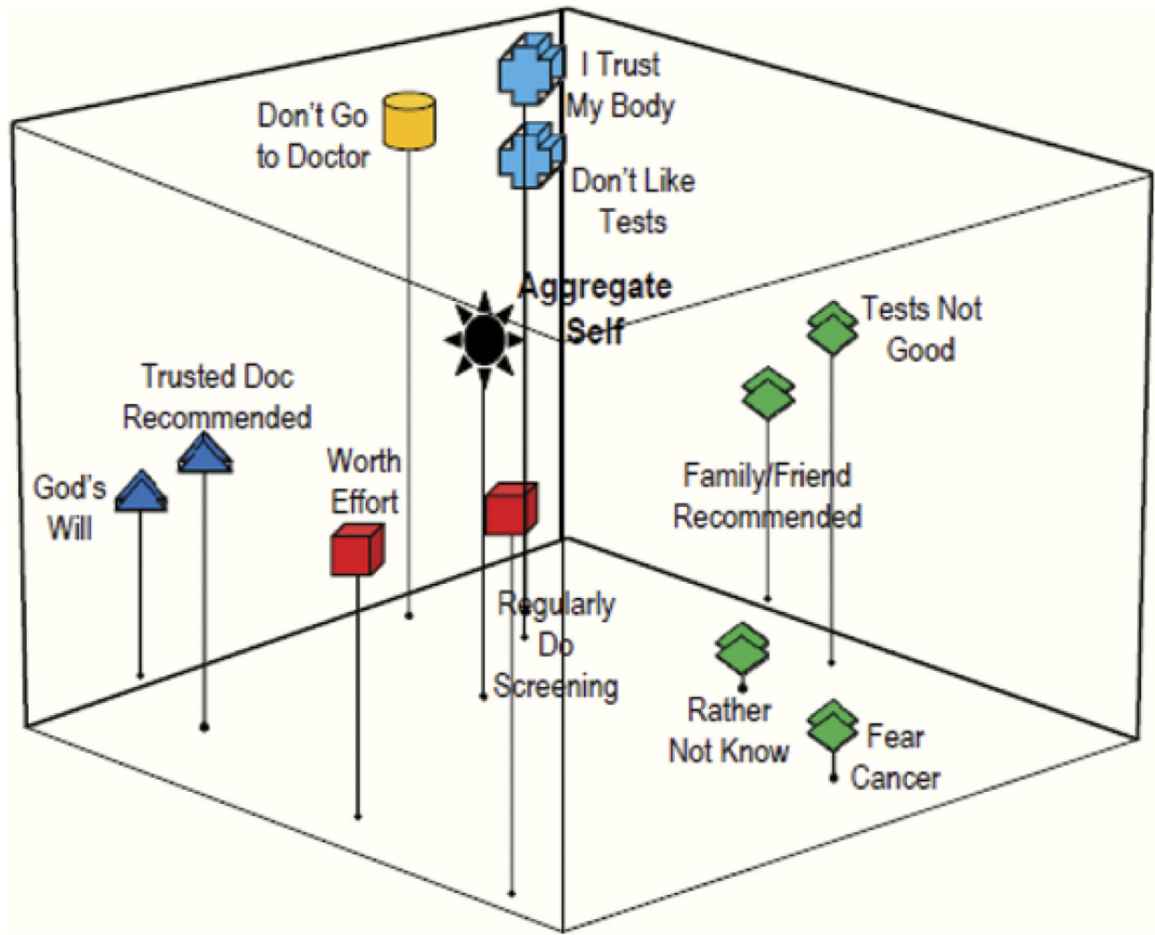 I Trust
My Body
Don't Go
to Doctor
Don't Like
Tests
Aggregate
Self
Tests Not
Good
Trusted Doc
Recommended
God's
Will
Worth
Effort
Family/Friend
Recommended
Regularly
Do
Screening
Rather
Not Know
Fear
Cancer